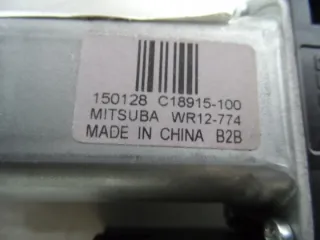 150128 C18915-100
MITSUBA WR12-774
MADE IN CHINA B2B